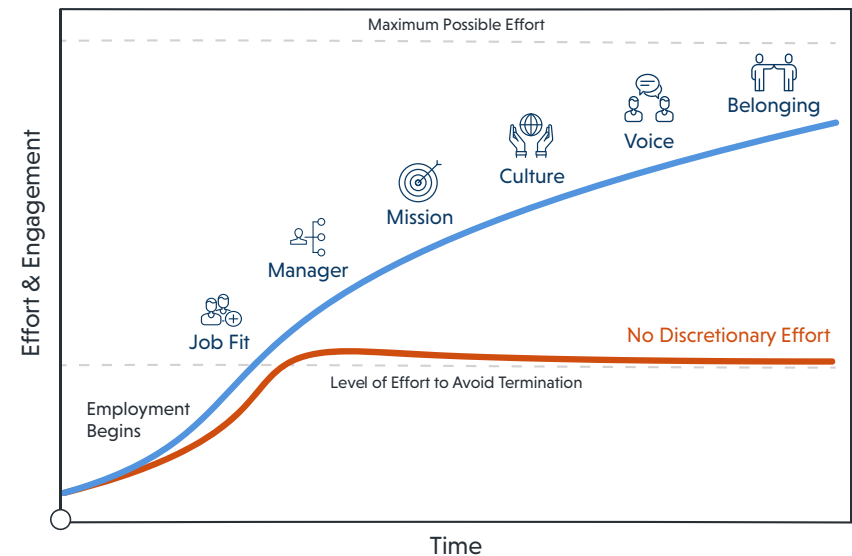 Maximum Possible Effort
Belonging
Voice
Culture
Mission
Manager
Job Fit
No Discretionary Effort
Level of Effort to Avoid Termination
Employment
Begins
Effort & Engagement
Time